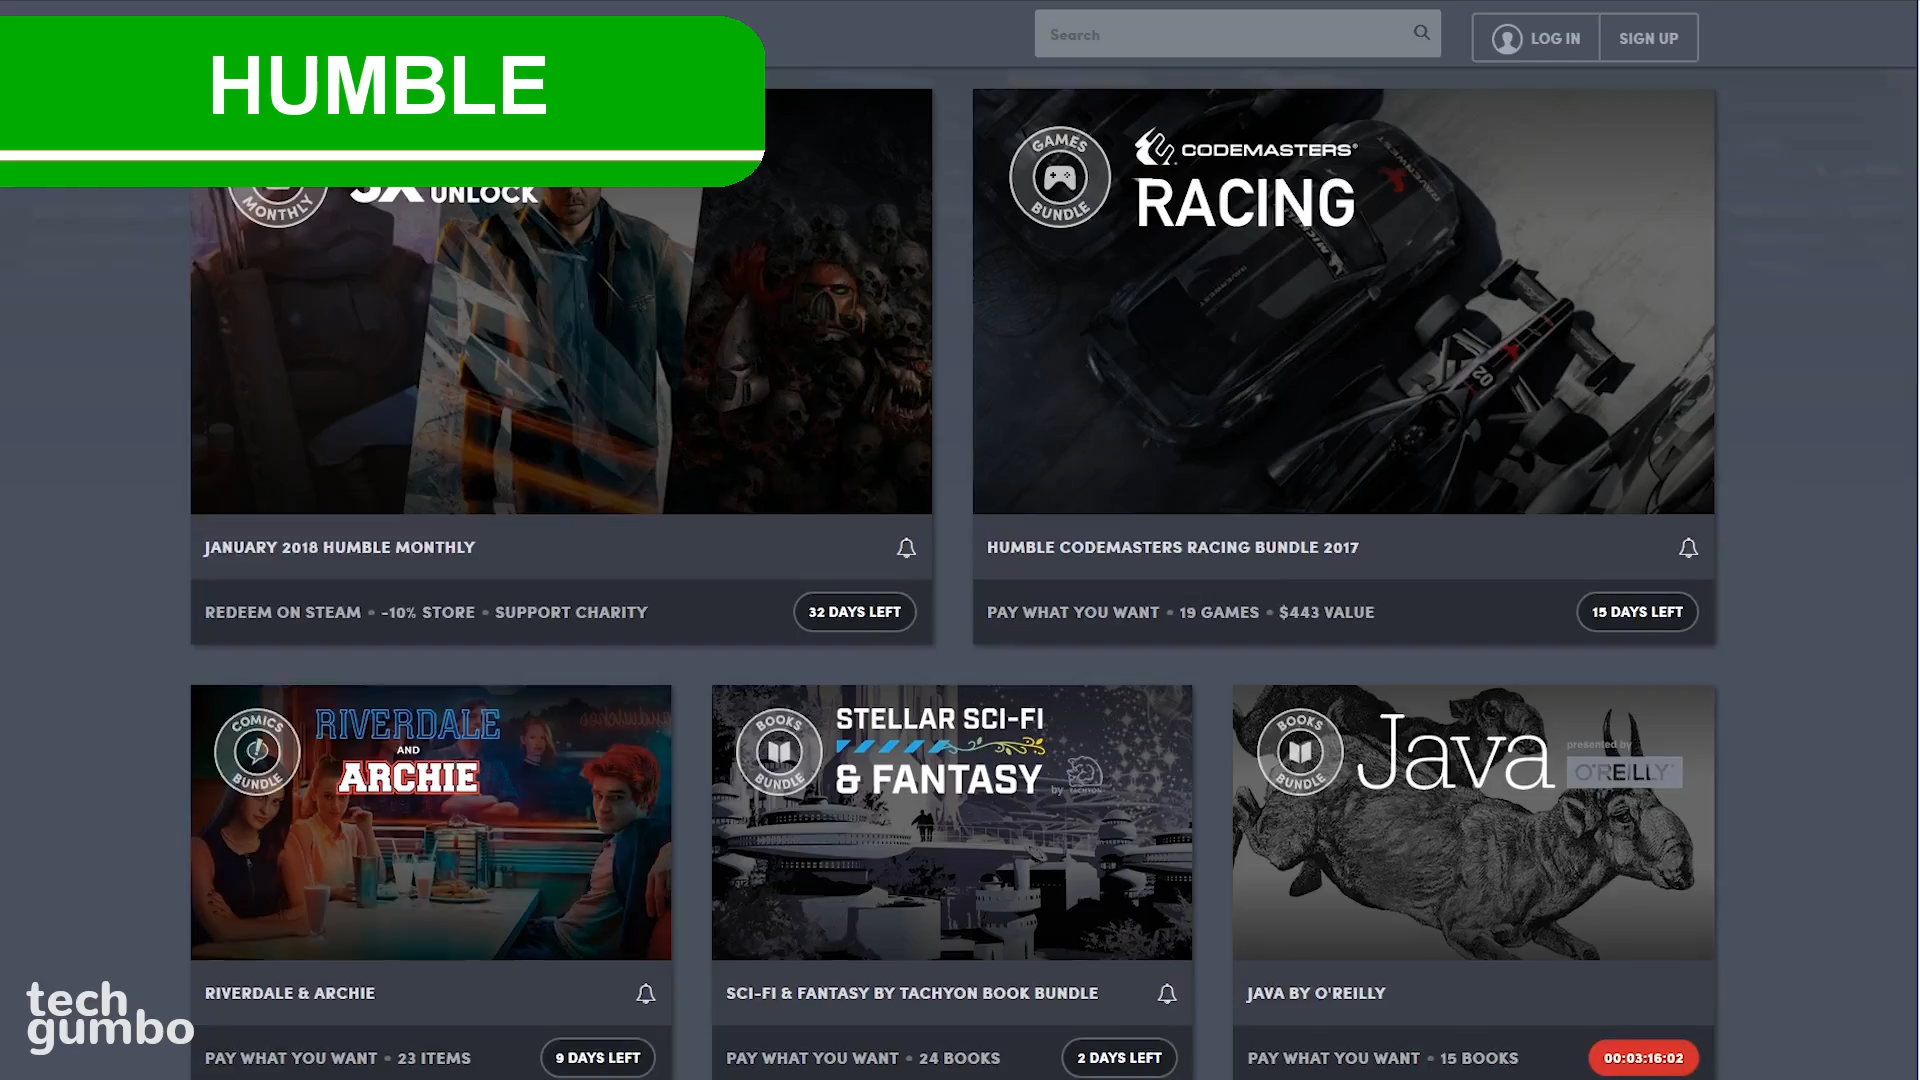 HUMBLE
Search
LOG IN
SIGN UP
MONTHLY
UNLOCK
GAMES
BUNDLE
CODEMASTERS
RACING
JANUARY 2018 HUMBLE MONTHLY
REDEEM ON STEAM • -10% STORE • SUPPORT CHARITY
32 DAYS LEFT
HUMBLE CODEMASTERS RACING BUNDLE 2017
PAY WHAT YOU WANT • 19 GAMES • $443 VALUE
15 DAYS LEFT
COMICS
BUNDLE
RIVERDALE
AND
ARCHIE
BOOKS
BUNDLE
STELLAR SCI-FI
& FANTASY
by TACHYON
BOOKS
BUNDLE
Java
presented by
O'REILLY
RIVERDALE & ARCHIE
PAY WHAT YOU WANT • 23 ITEMS
9 DAYS LEFT
SCI-FI & FANTASY BY TACHYON BOOK BUNDLE
PAY WHAT YOU WANT • 24 BOOKS
2 DAYS LEFT
JAVA BY O'REILLY
PAY WHAT YOU WANT • 15 BOOKS
00:03:16:02
tech
gumbo